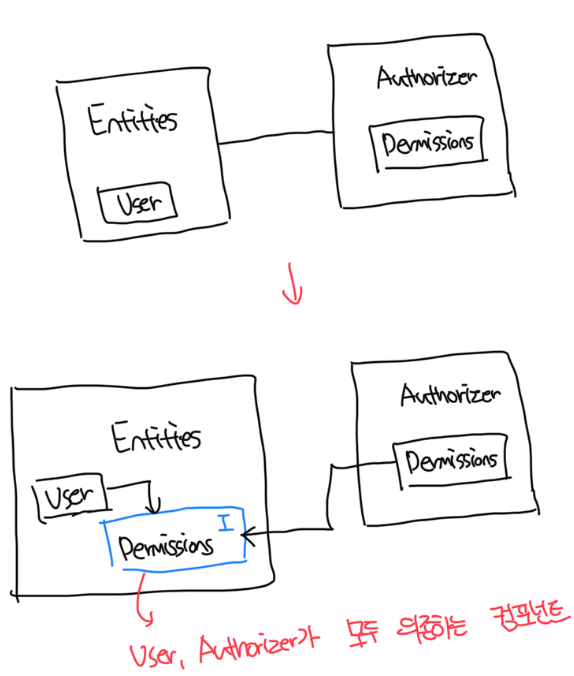 Entities
User
Authorizer
Permissions
Entities
User
I
Permissions
Authorizer
Permissions
User, Authorizer가 모두 의존하는 컴포넌트